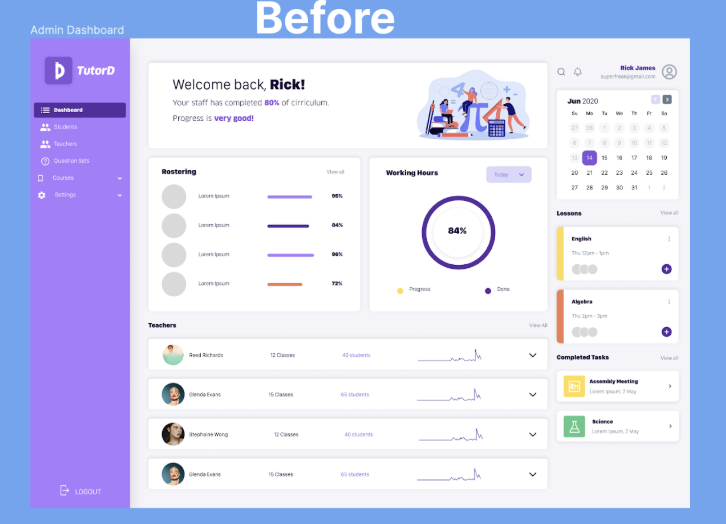 Before
Admin Dashboard
TutorD
Dashboard
Students
Teachers
Question Sets
Courses
Settings
LOGOUT
Welcome back, Rick!
Your staff has completed 80% of cirriculum.
Progress is very good!
Rostering
View all
Lorem Ipsum 95%
Lorem Ipsum 84%
Lorem Ipsum 98%
Lorem Ipsum 72%
Working Hours
Today
84%
Progress
Done
Teachers
View All
Reed Richards 12 Classes 40 students
Glenda Evans 15 Classes 65 students
Stephaine Wong 12 Classes 40 students
Glenda Evans 15 Classes 65 students
Rick James
superfreak@gmail.com
Jun 2020
Su Mo Tu We Th Fr Sa
1 2 3 4 5
6 7 8 9 10 11 12
13 14 15 16 17 18 19
20 21 22 23 24 25 26
27 28 29 30 31 1 2
Lessons
View all
English
Thu 12pm - 1pm
Algebra
Thu 2pm - 3pm
Completed Tasks
View all
Assembly Meeting
Lorem Ipsum, 2 May
Science
Lorem Ipsum, 2 May